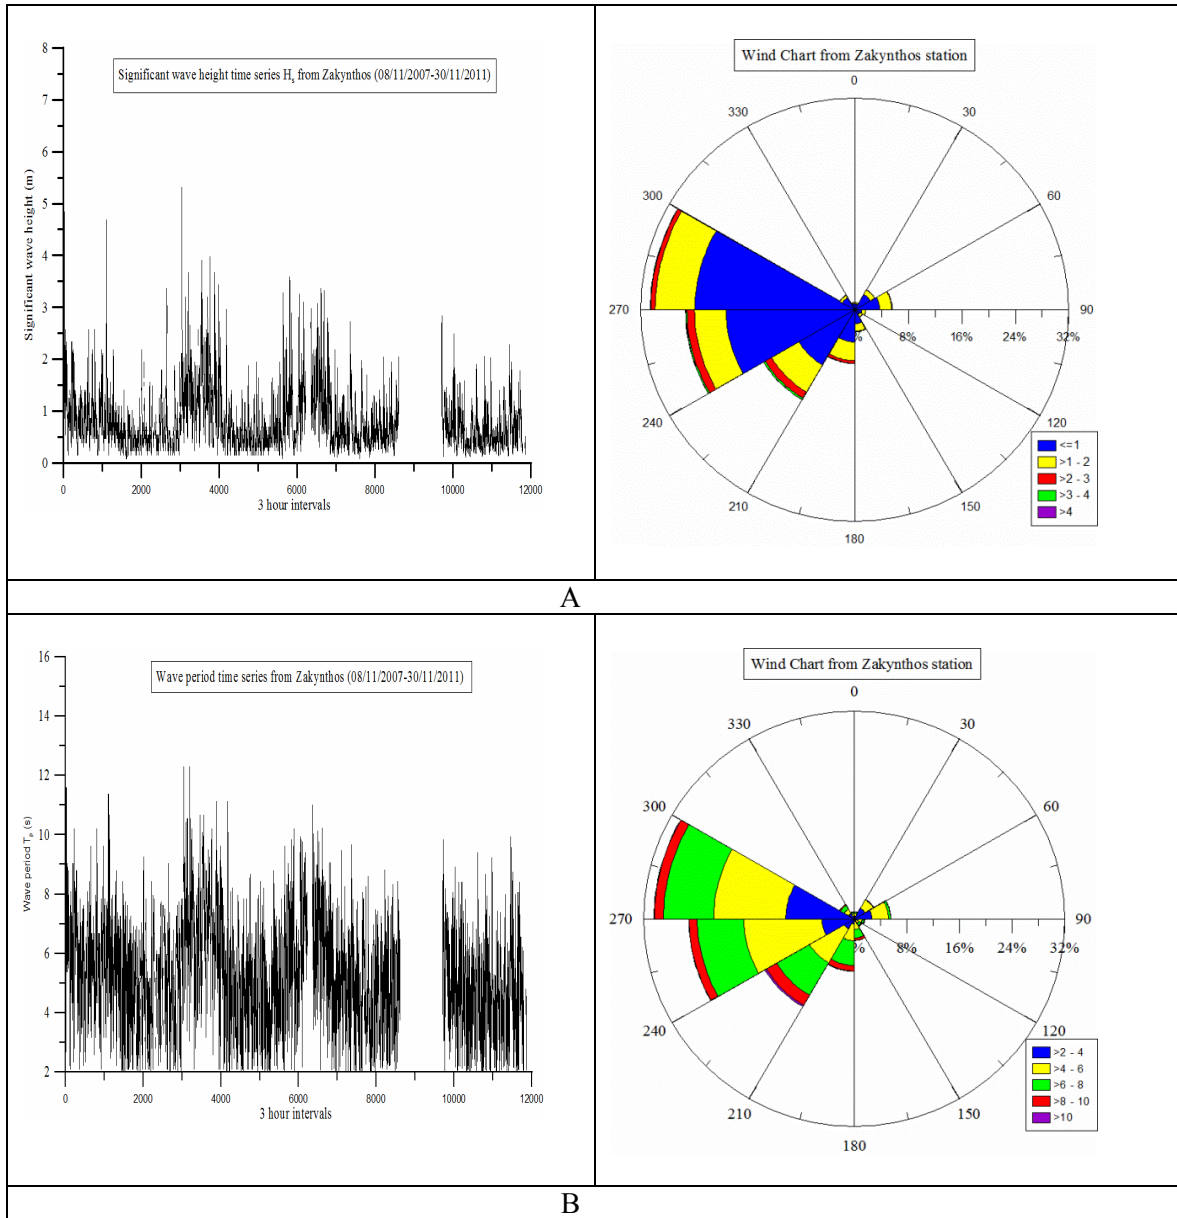 Significant wave height time series Hs from Zakynthos (08/11/2007-30/11/2011)
8
7
6
5
4
3
2
1
0
Significant wave height (m)
0 2000 4000 6000 8000 10000 12000
3 hour intervals
Wind Chart from Zakynthos station
0
30
60
90
120
150
180
210
240
270
300
330
% 8% 16% 24% 32%
<=1
>1 - 2
>2 - 3
>3 - 4
>4
A
Wave period time series from Zakynthos (08/11/2007-30/11/2011)
16
14
12
10
8
6
4
2
Wave period Tp (s)
0 2000 4000 6000 8000 10000 12000
3 hour intervals
Wind Chart from Zakynthos station
0
30
60
90
120
150
180
210
240
270
300
330
% 8% 16% 24% 32%
>2 - 4
>4 - 6
>6 - 8
>8 - 10
>10
B